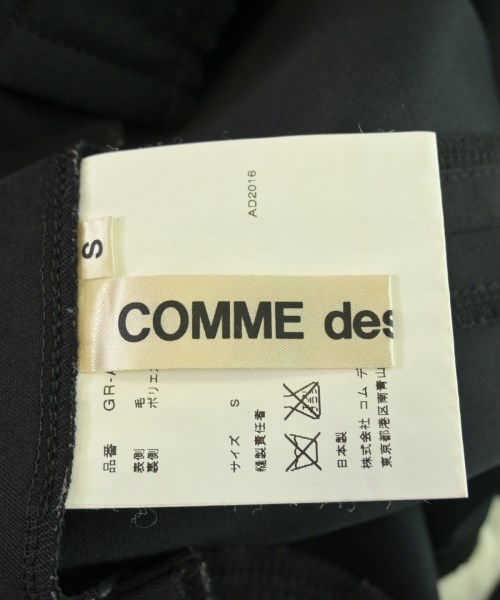 S
COMME des
AD2016
品番 GR-A
表側 毛
裏側 ポリエ
サイズ S
縫製責任者
日本製
株式会社 コム デ
東京都港区南青山